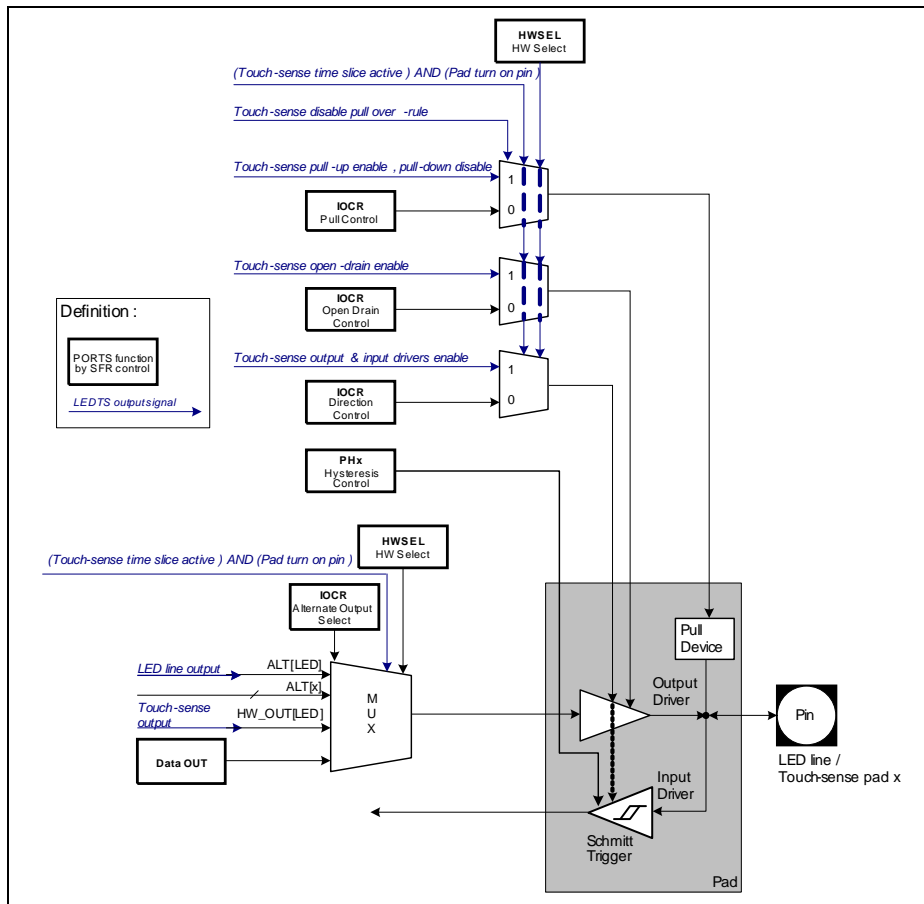 HWSEL
HW Select
(Touch-sense time slice active ) AND (Pad turn on pin )
Touch-sense disable pull over -rule
Touch-sense pull -up enable , pull-down disable
1
IOCR
Pull Control
0
Touch-sense open -drain enable
1
IOCR
Open Drain
Control
0
Definition :
PORTS function
by SFR control
LEDTS output signal
Touch-sense output & input drivers enable
1
IOCR
Direction
Control
0
PHx
Hysteresis
Control
HWSEL
HW Select
(Touch-sense time slice active ) AND (Pad turn on pin )
IOCR
Alternate Output
Select
LED line output
ALT[LED]
ALT[x]
Touch-sense
output
HW_OUT[LED]
Data OUT
M
U
X
Pull
Device
Output
Driver
Pin
LED line /
Touch-sense pad x
Input
Driver
Schmitt
Trigger
Pad